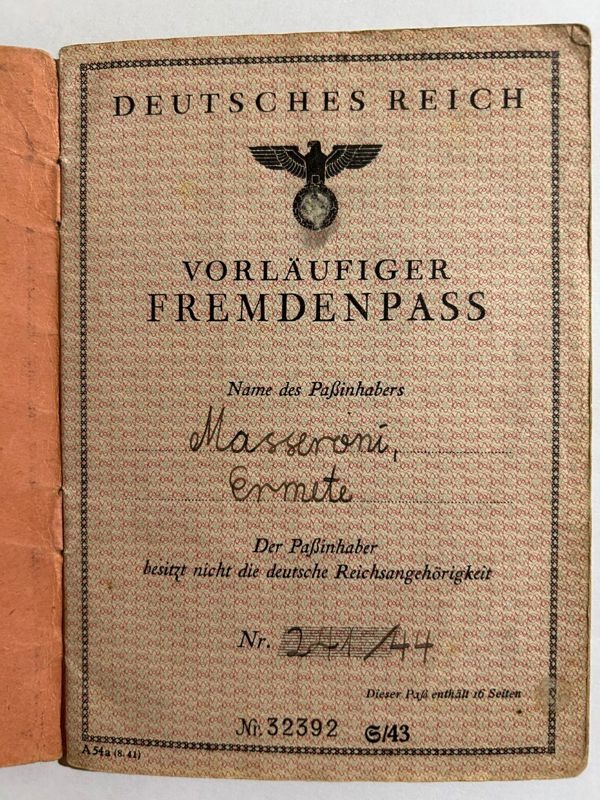 DEUTSCHES REICH
VORLÄUFIGER
FREMDENPASS
Name des Paßinhabers
Masseroni,
Ermete
Der Paßinhaber
besitzt nicht die deutsche Reichsangehörigkeit
Nr. 241/44
Dieser Paß enthält 16 Seiten
Nr. 32392 S/43
A 54a (8. 41)